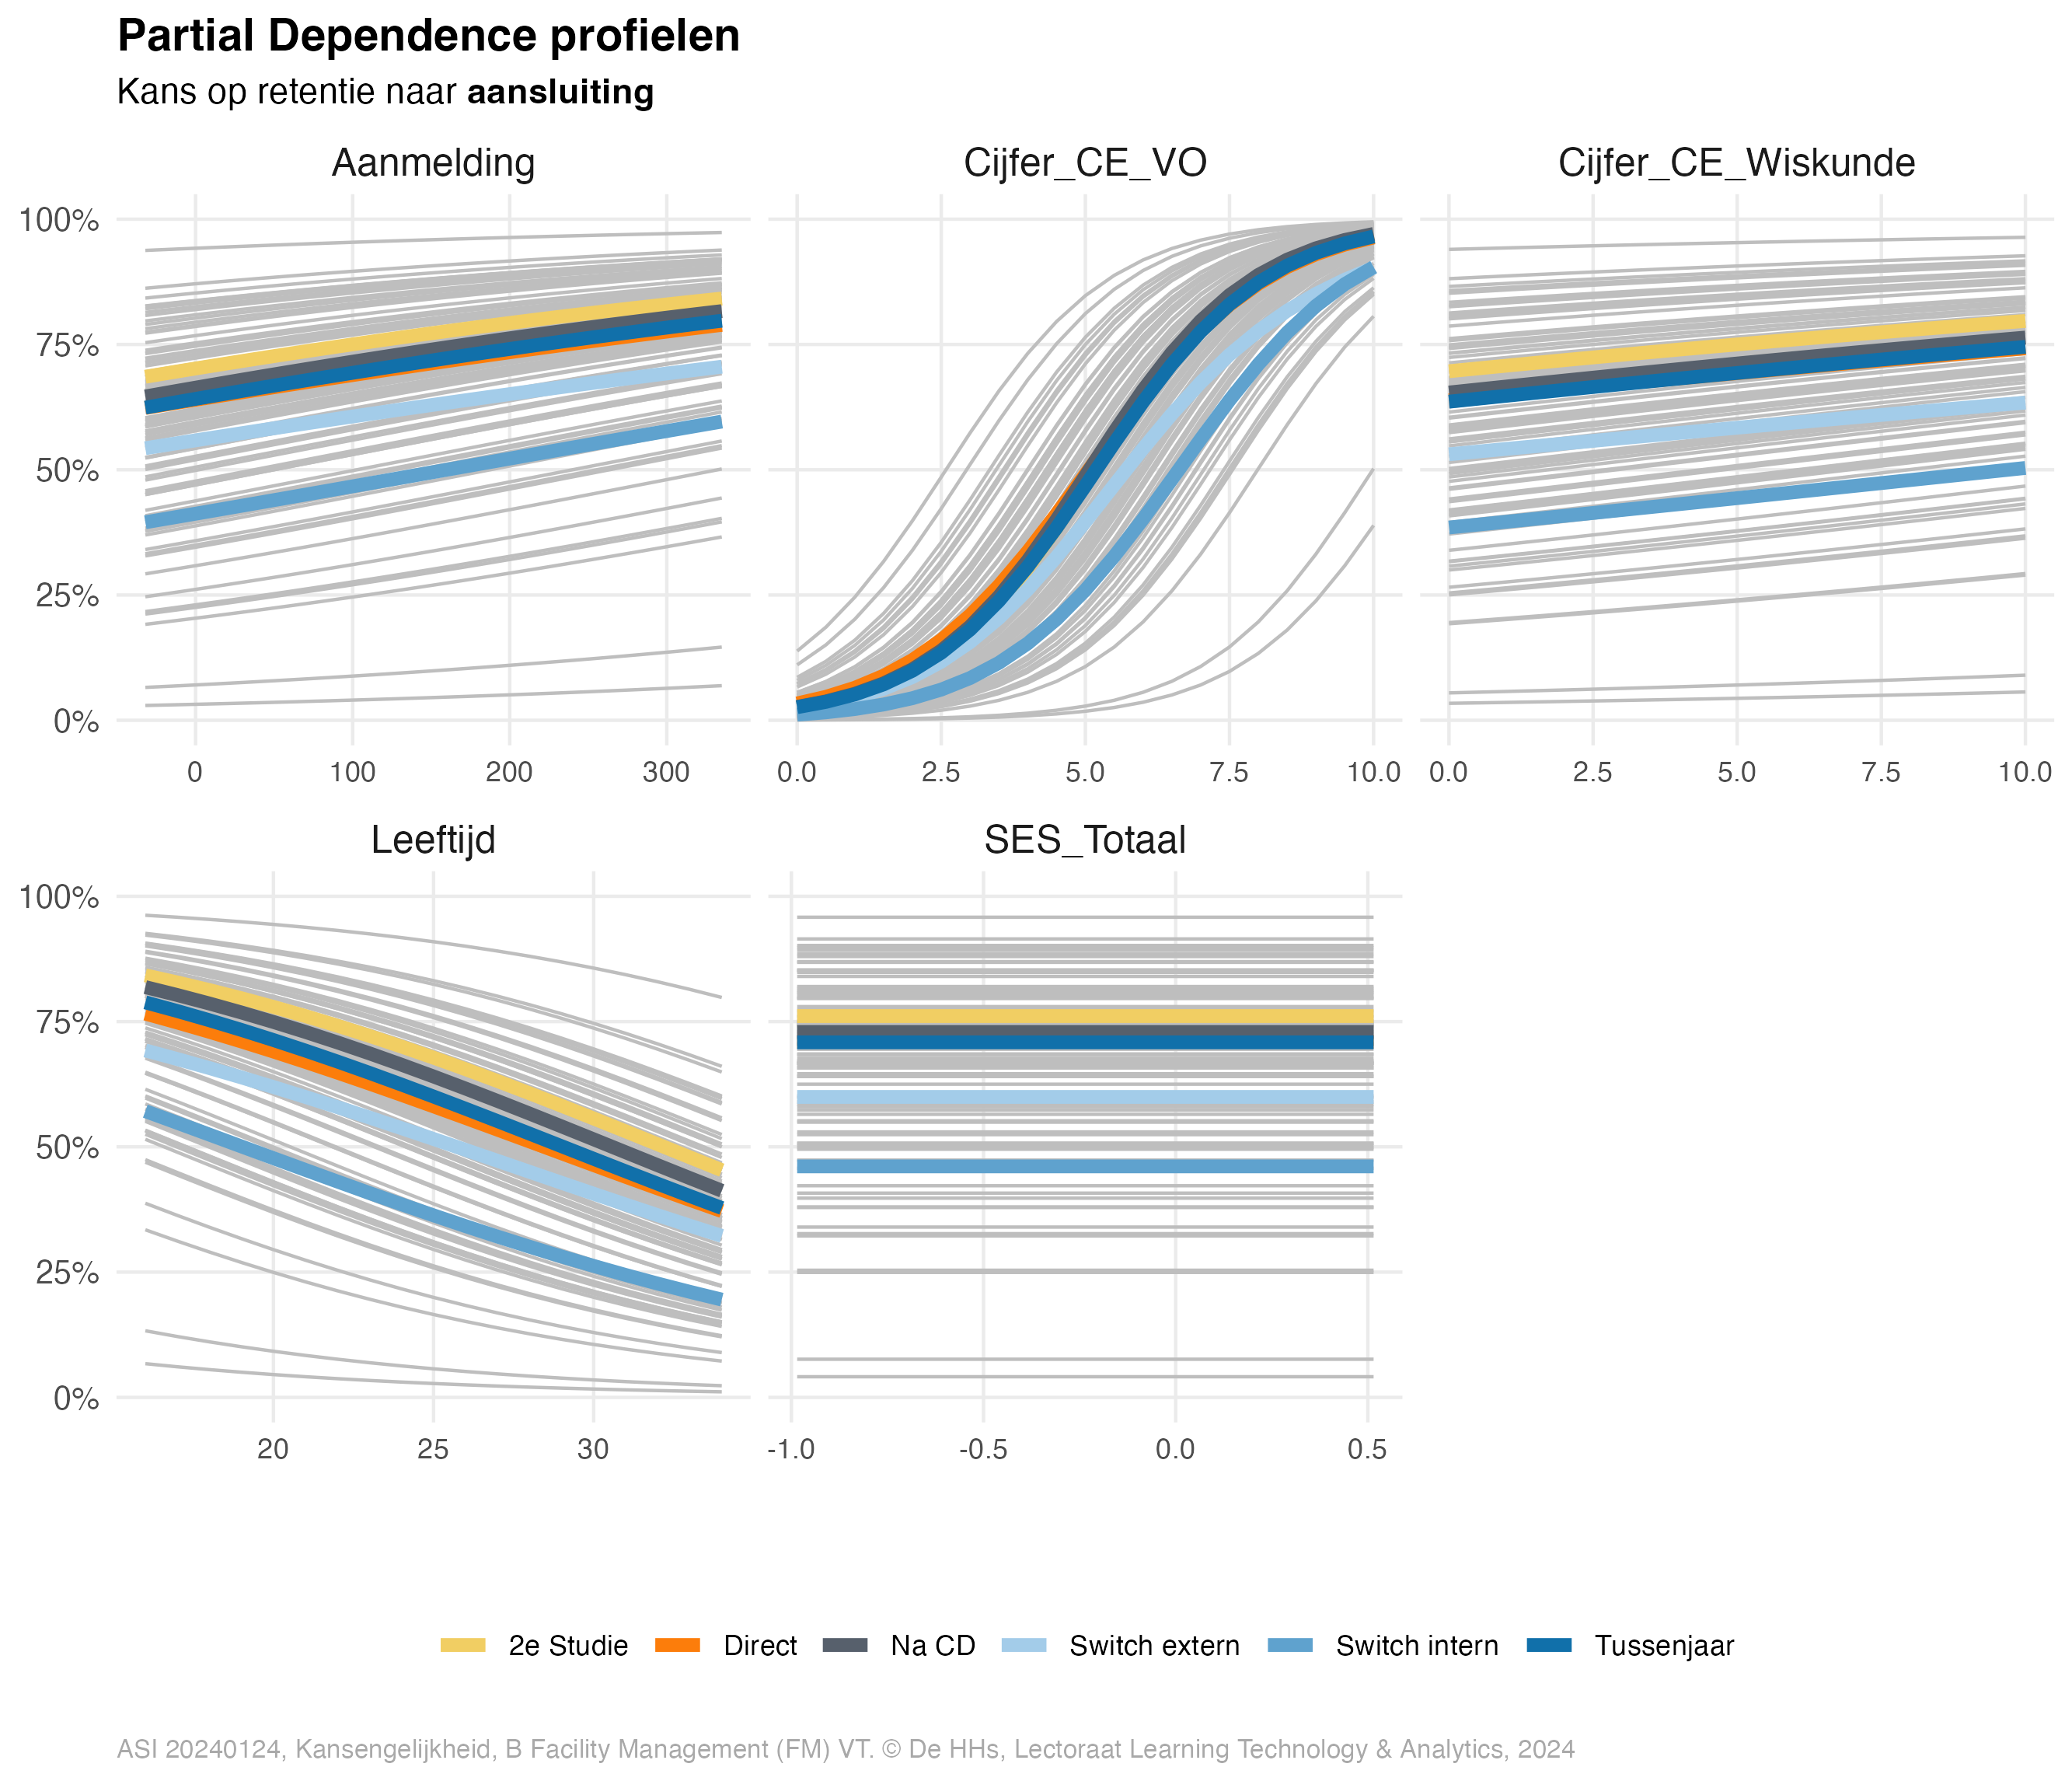 Partial Dependence profielen
Kans op retentie naar aansluiting
Aanmelding
Cijfer_CE_VO
Cijfer_CE_Wiskunde
100%
75%
50%
25%
0%
0 100 200 300
0.0 2.5 5.0 7.5 10.0
0.0 2.5 5.0 7.5 10.0
Leeftijd
SES_Totaal
100%
75%
50%
25%
0%
20 25 30
-1.0 -0.5 0.0 0.5
2e Studie Direct Na CD Switch extern Switch intern Tussenjaar
ASI 20240124, Kansengelijkheid, B Facility Management (FM) VT. © De HHs, Lectoraat Learning Technology & Analytics, 2024